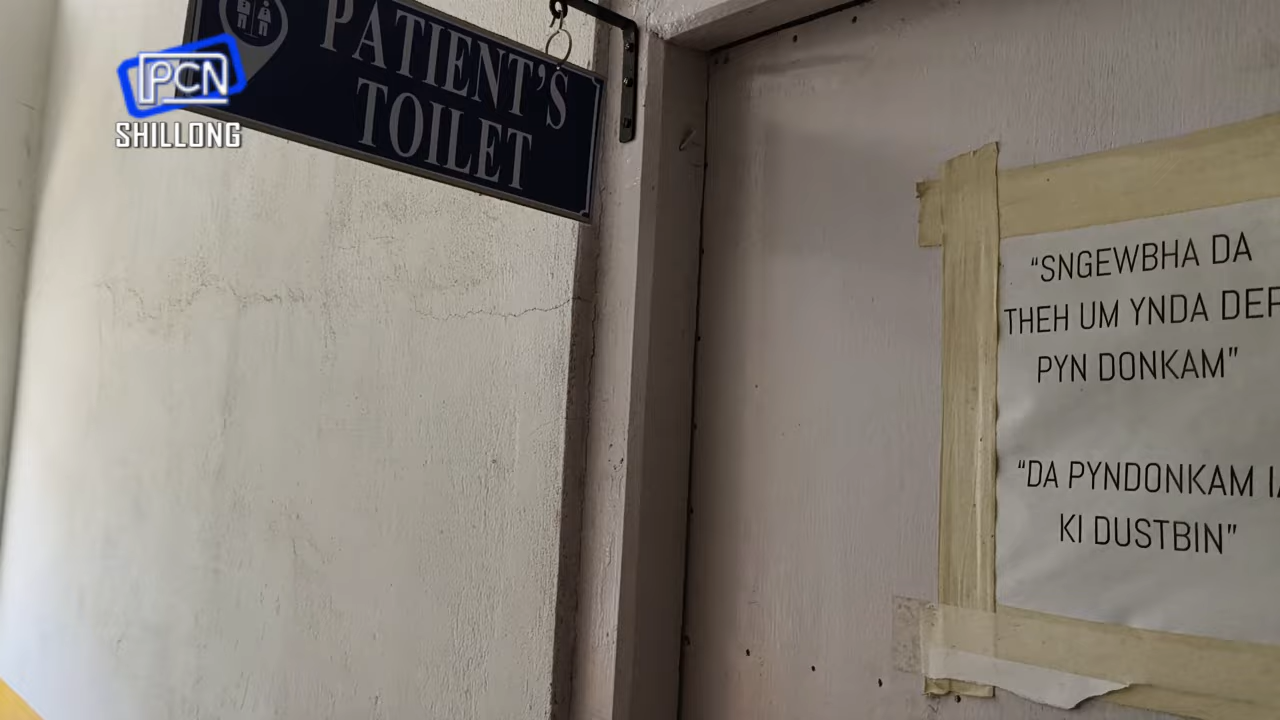 PCN
SHILLONG
PATIENT'S
TOILET
“SNGEWBHA DA
THEH UM YNDA DEP
PYN DONKAM”
“DA PYNDONKAM IA
KI DUSTBIN”